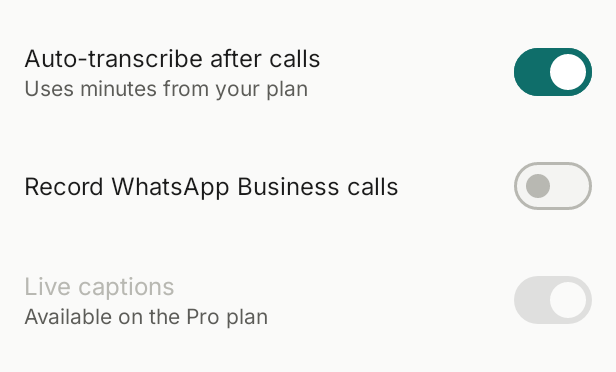 Auto-transcribe after calls
Uses minutes from your plan
Record WhatsApp Business calls
Live captions
Available on the Pro plan